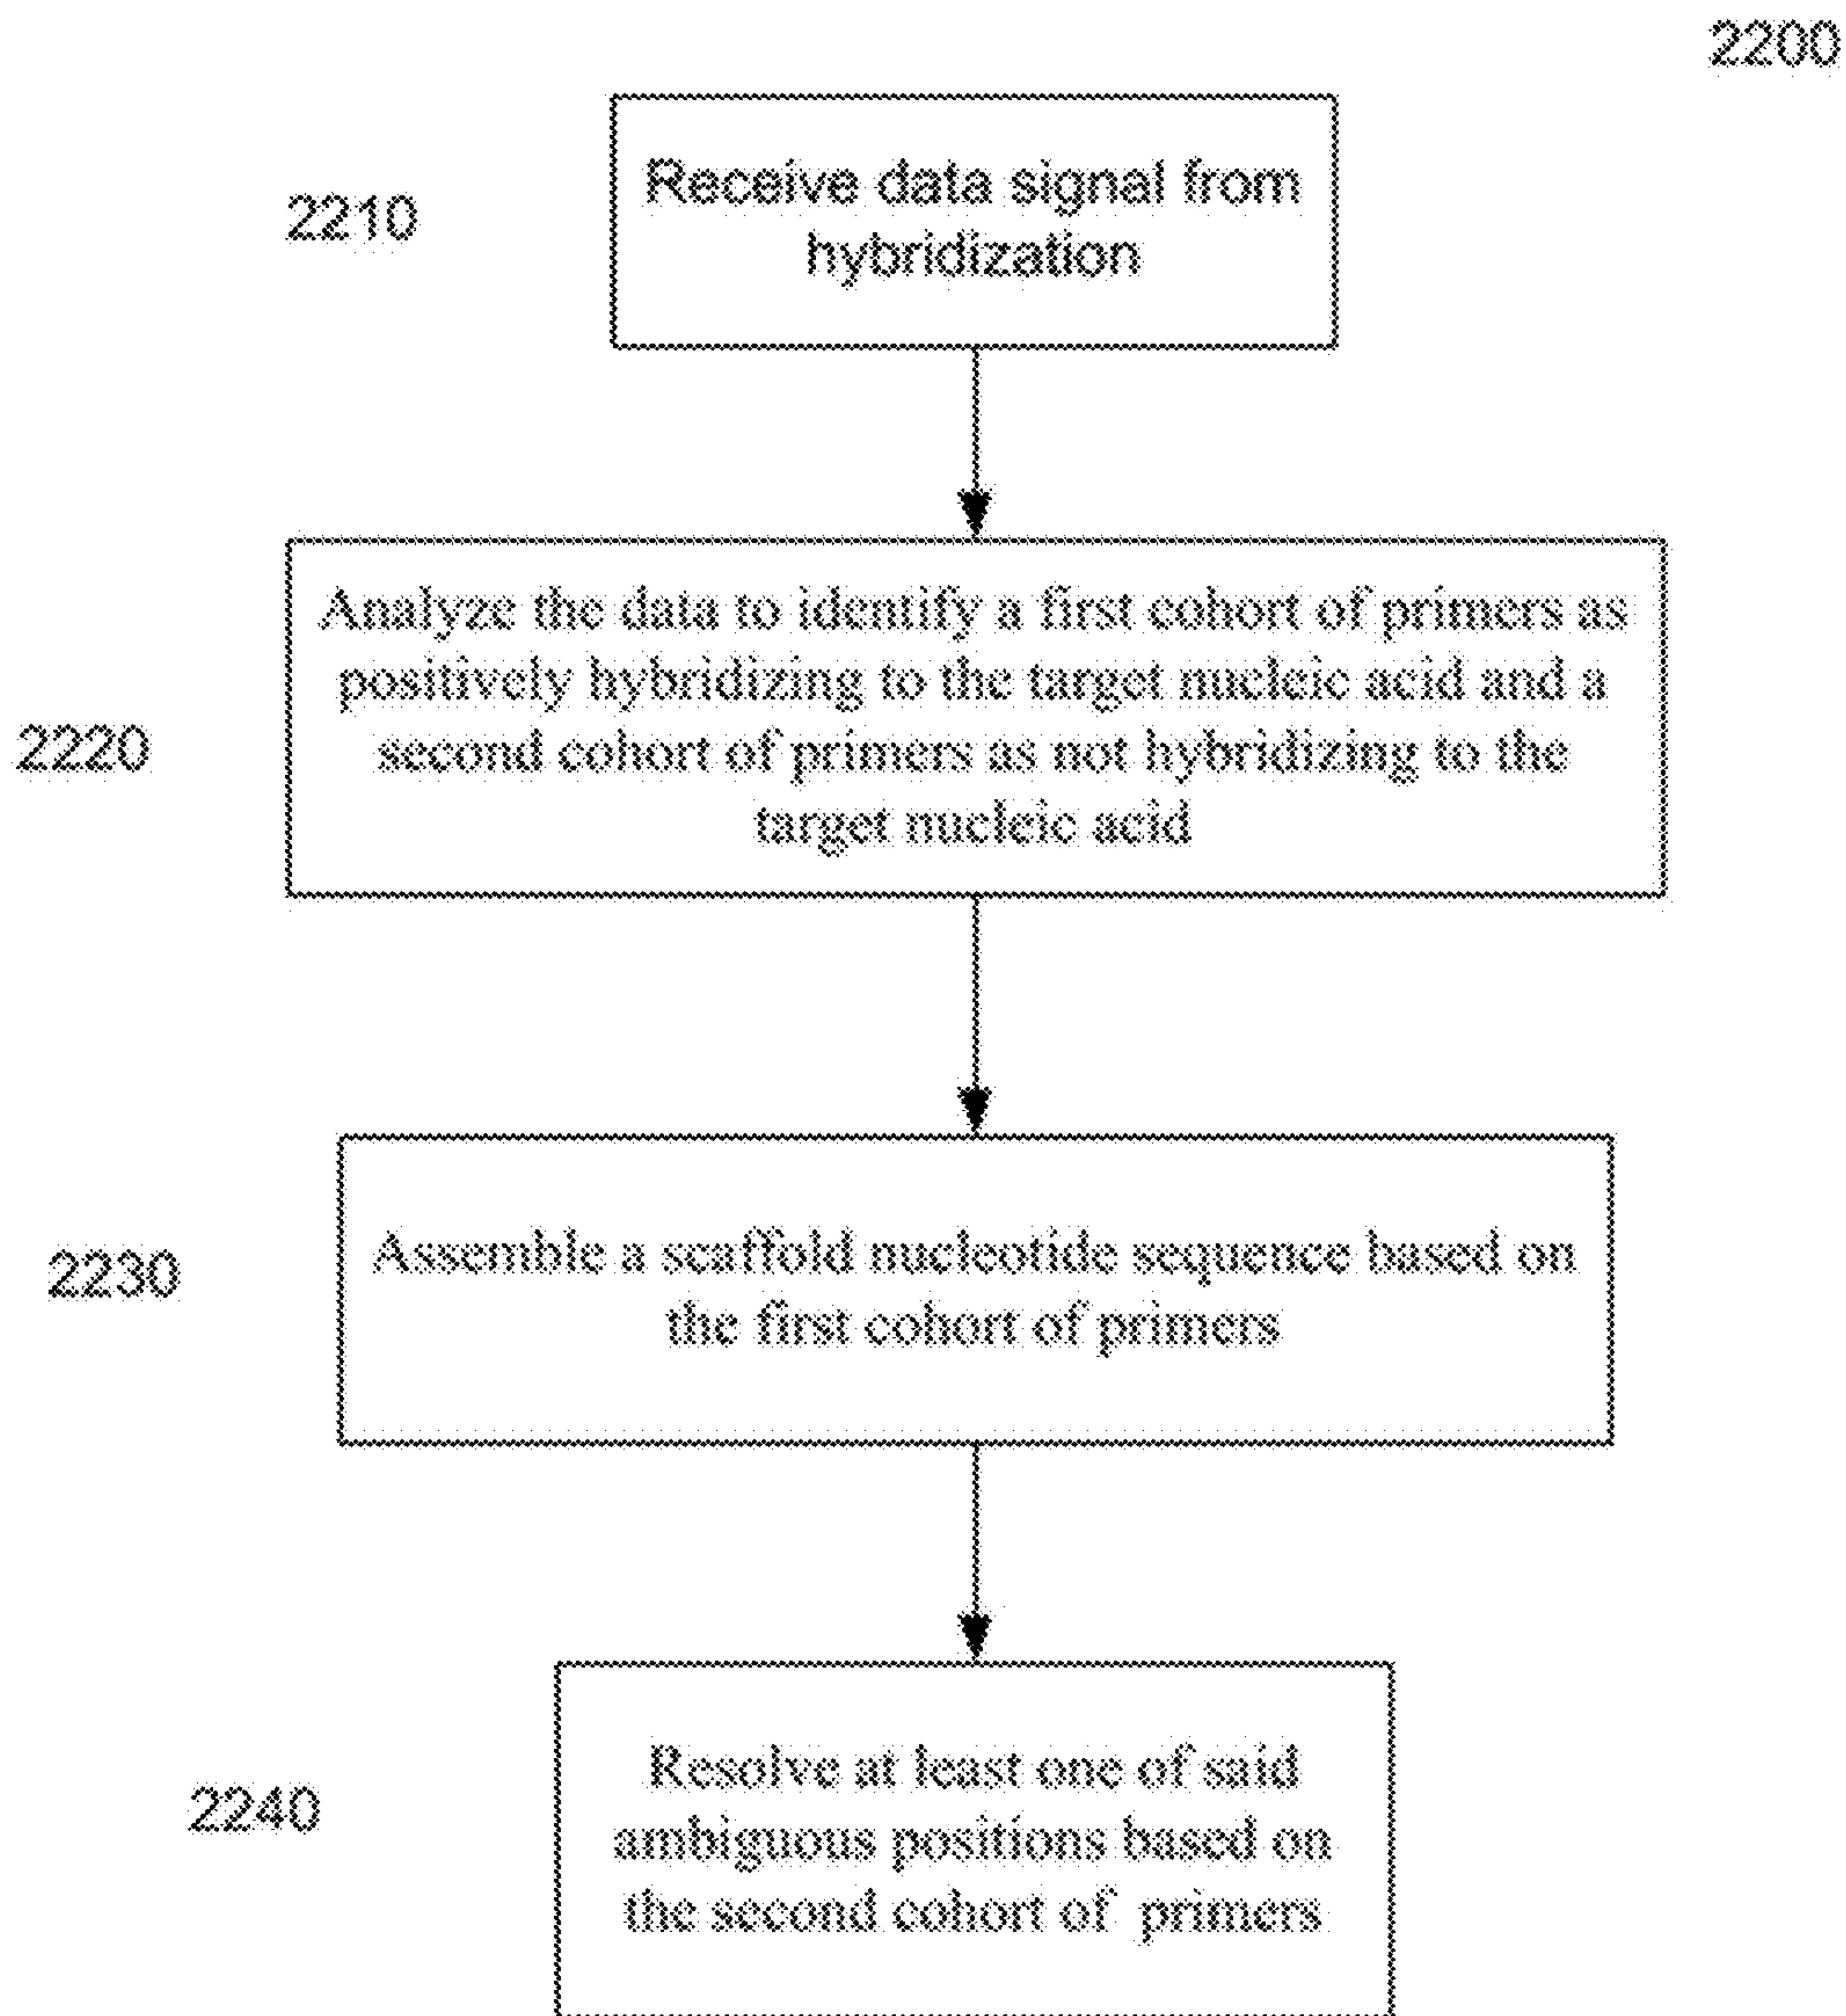 2200
2210
Receive data signal from
hybridization
2220
Analyze the data to identify a first cohort of primers as
positively hybridizing to the target nucleic acid and a
second cohort of primers as not hybridizing to the
target nucleic acid
2230
Assemble a scaffold nucleotide sequence based on
the first cohort of primers
2240
Resolve at least one of said
ambiguous positions based on
the second cohort of primers